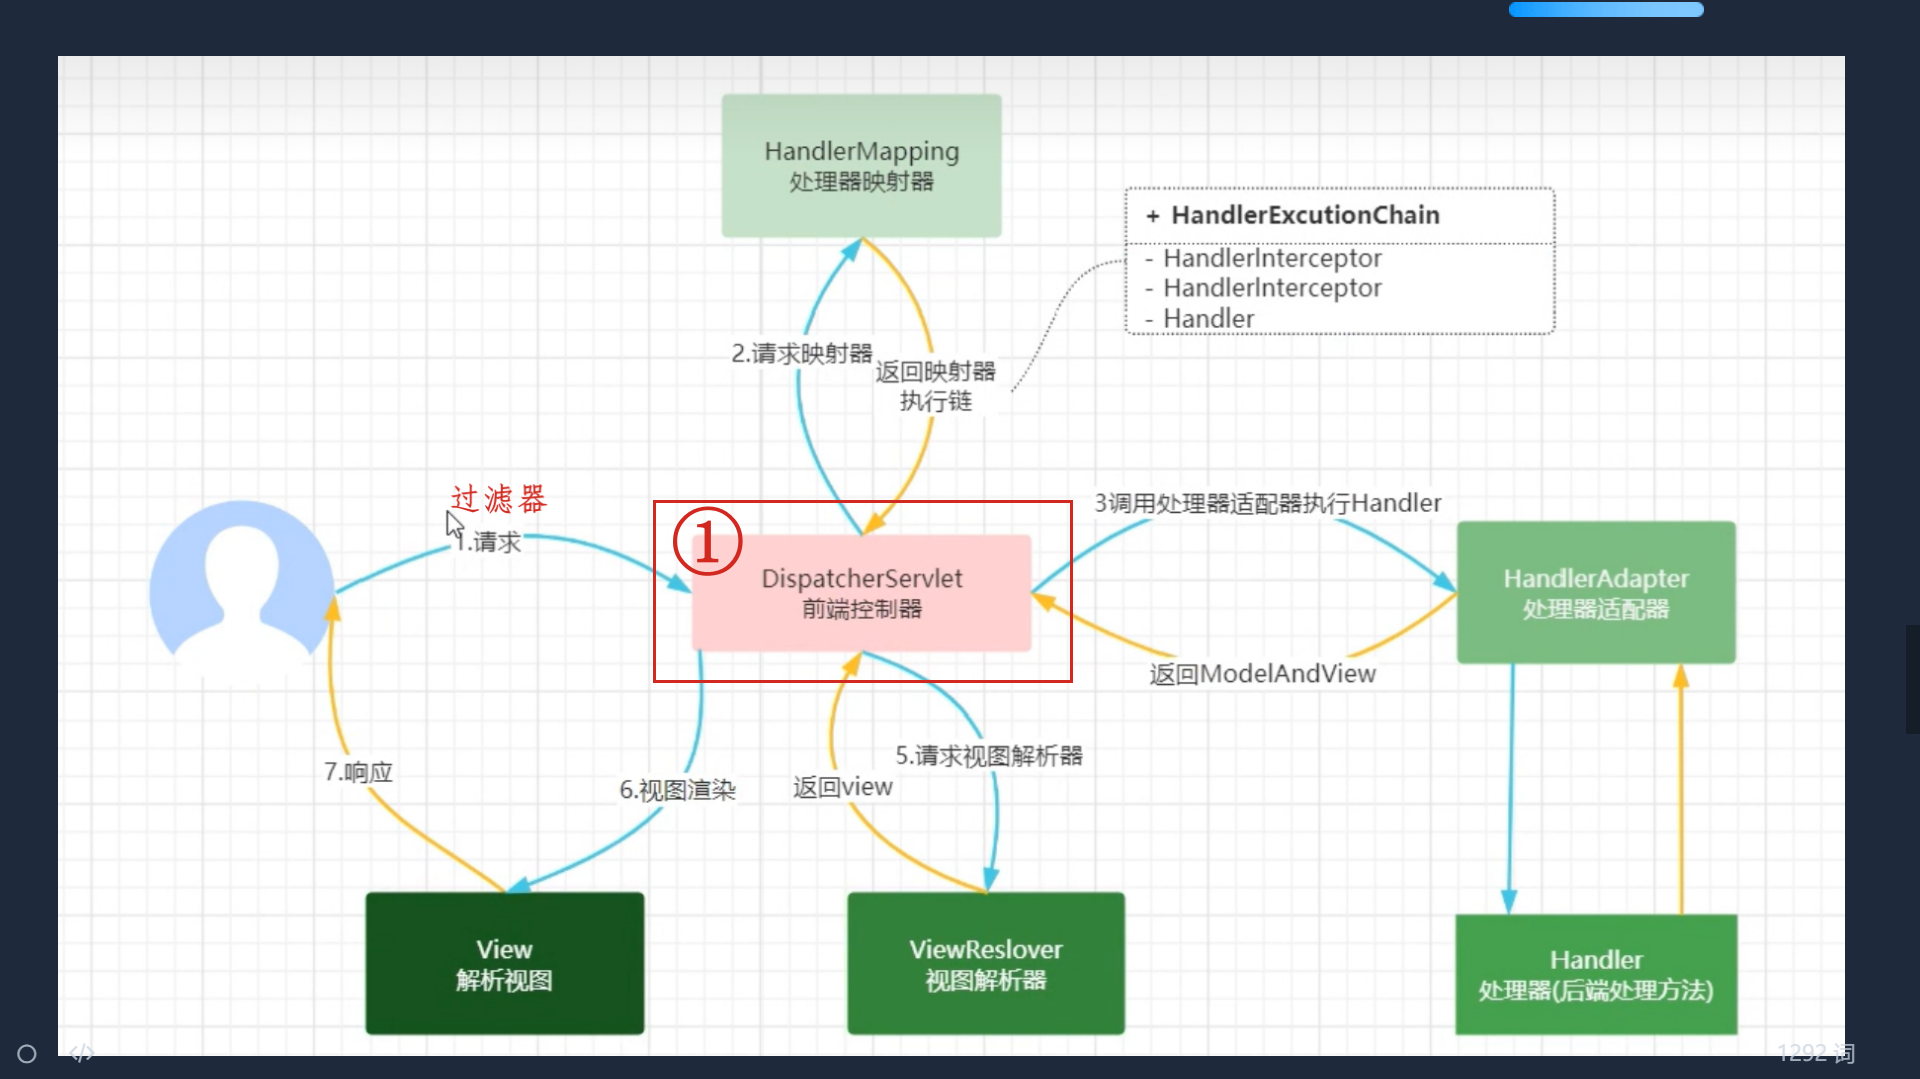 HandlerMapping
处理器映射器
+ HandlerExcutionChain
- HandlerInterceptor
- HandlerInterceptor
- Handler
2.请求映射器
返回映射器
执行链
过滤器
1.请求
①
DispatcherServlet
前端控制器
3调用处理器适配器执行Handler
HandlerAdapter
处理器适配器
返回ModelAndView
7.响应
6.视图渲染
返回view
5.请求视图解析器
View
解析视图
ViewReslover
视图解析器
Handler
处理器(后端处理方法)
</>
1292 词